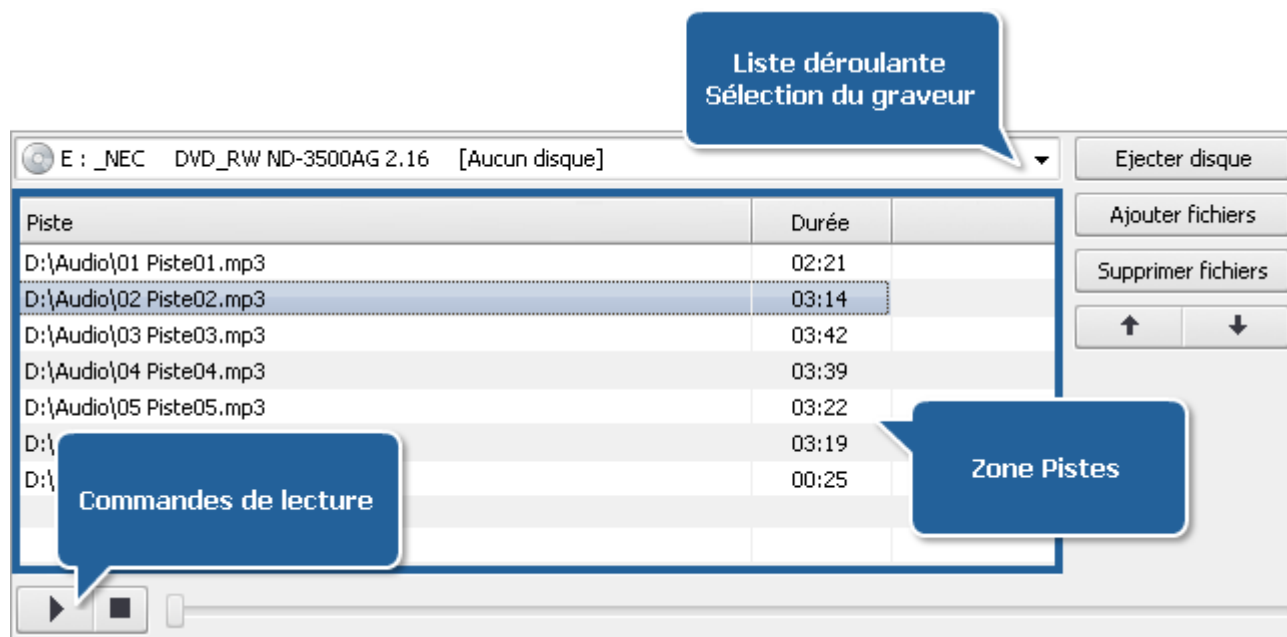 Liste déroulante
Sélection du graveur
E : _NEC DVD_RW ND-3500AG 2.16 [Aucun disque]
Ejecter disque
Ajouter fichiers
Supprimer fichiers
Piste Durée
D:\Audio\01 Piste01.mp3 02:21
D:\Audio\02 Piste02.mp3 03:14
D:\Audio\03 Piste03.mp3 03:42
D:\Audio\04 Piste04.mp3 03:39
D:\Audio\05 Piste05.mp3 03:22
D:\ 03:19
D:\ 00:25
Zone Pistes
Commandes de lecture